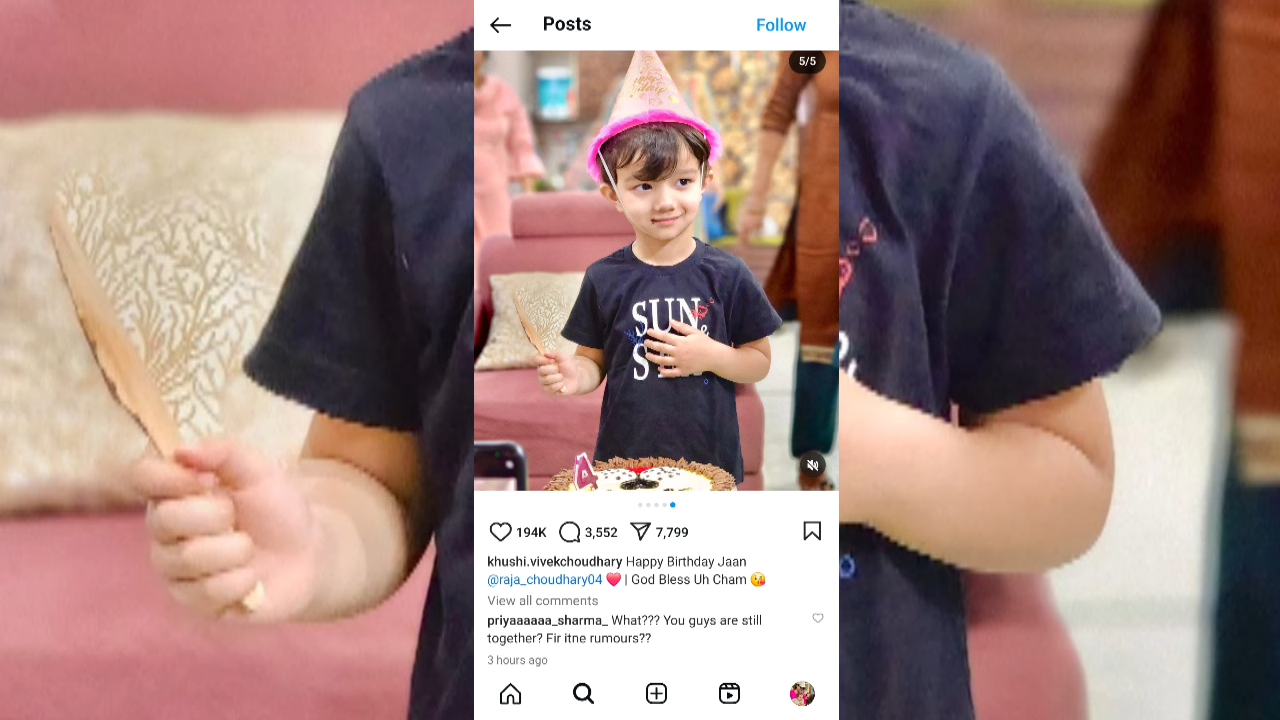 Posts
Follow
5/5
SUN
&
194K
3,552
7,799
khushi.vivekchoudhary Happy Birthday Jaan
@raja_choudhary04 ❤️ | God Bless Uh Cham 😘
View all comments
priyaaaaaa_sharma_ What??? You guys are still
together? Fir itne rumours??
3 hours ago